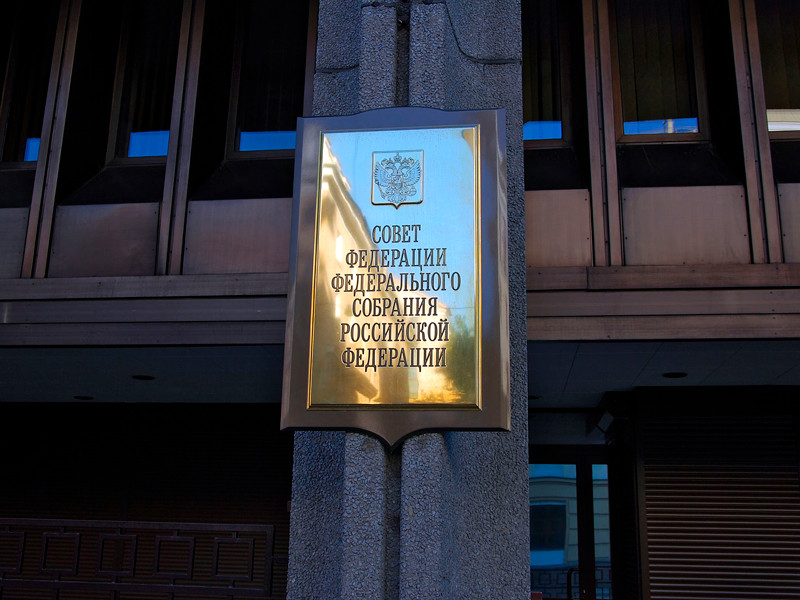 СОВЕТ
ФЕДЕРАЦИИ
ФЕДЕРАЛЬНОГО
СОБРАНИЯ
РОССИЙСКОЙ
ФЕДЕРАЦИИ